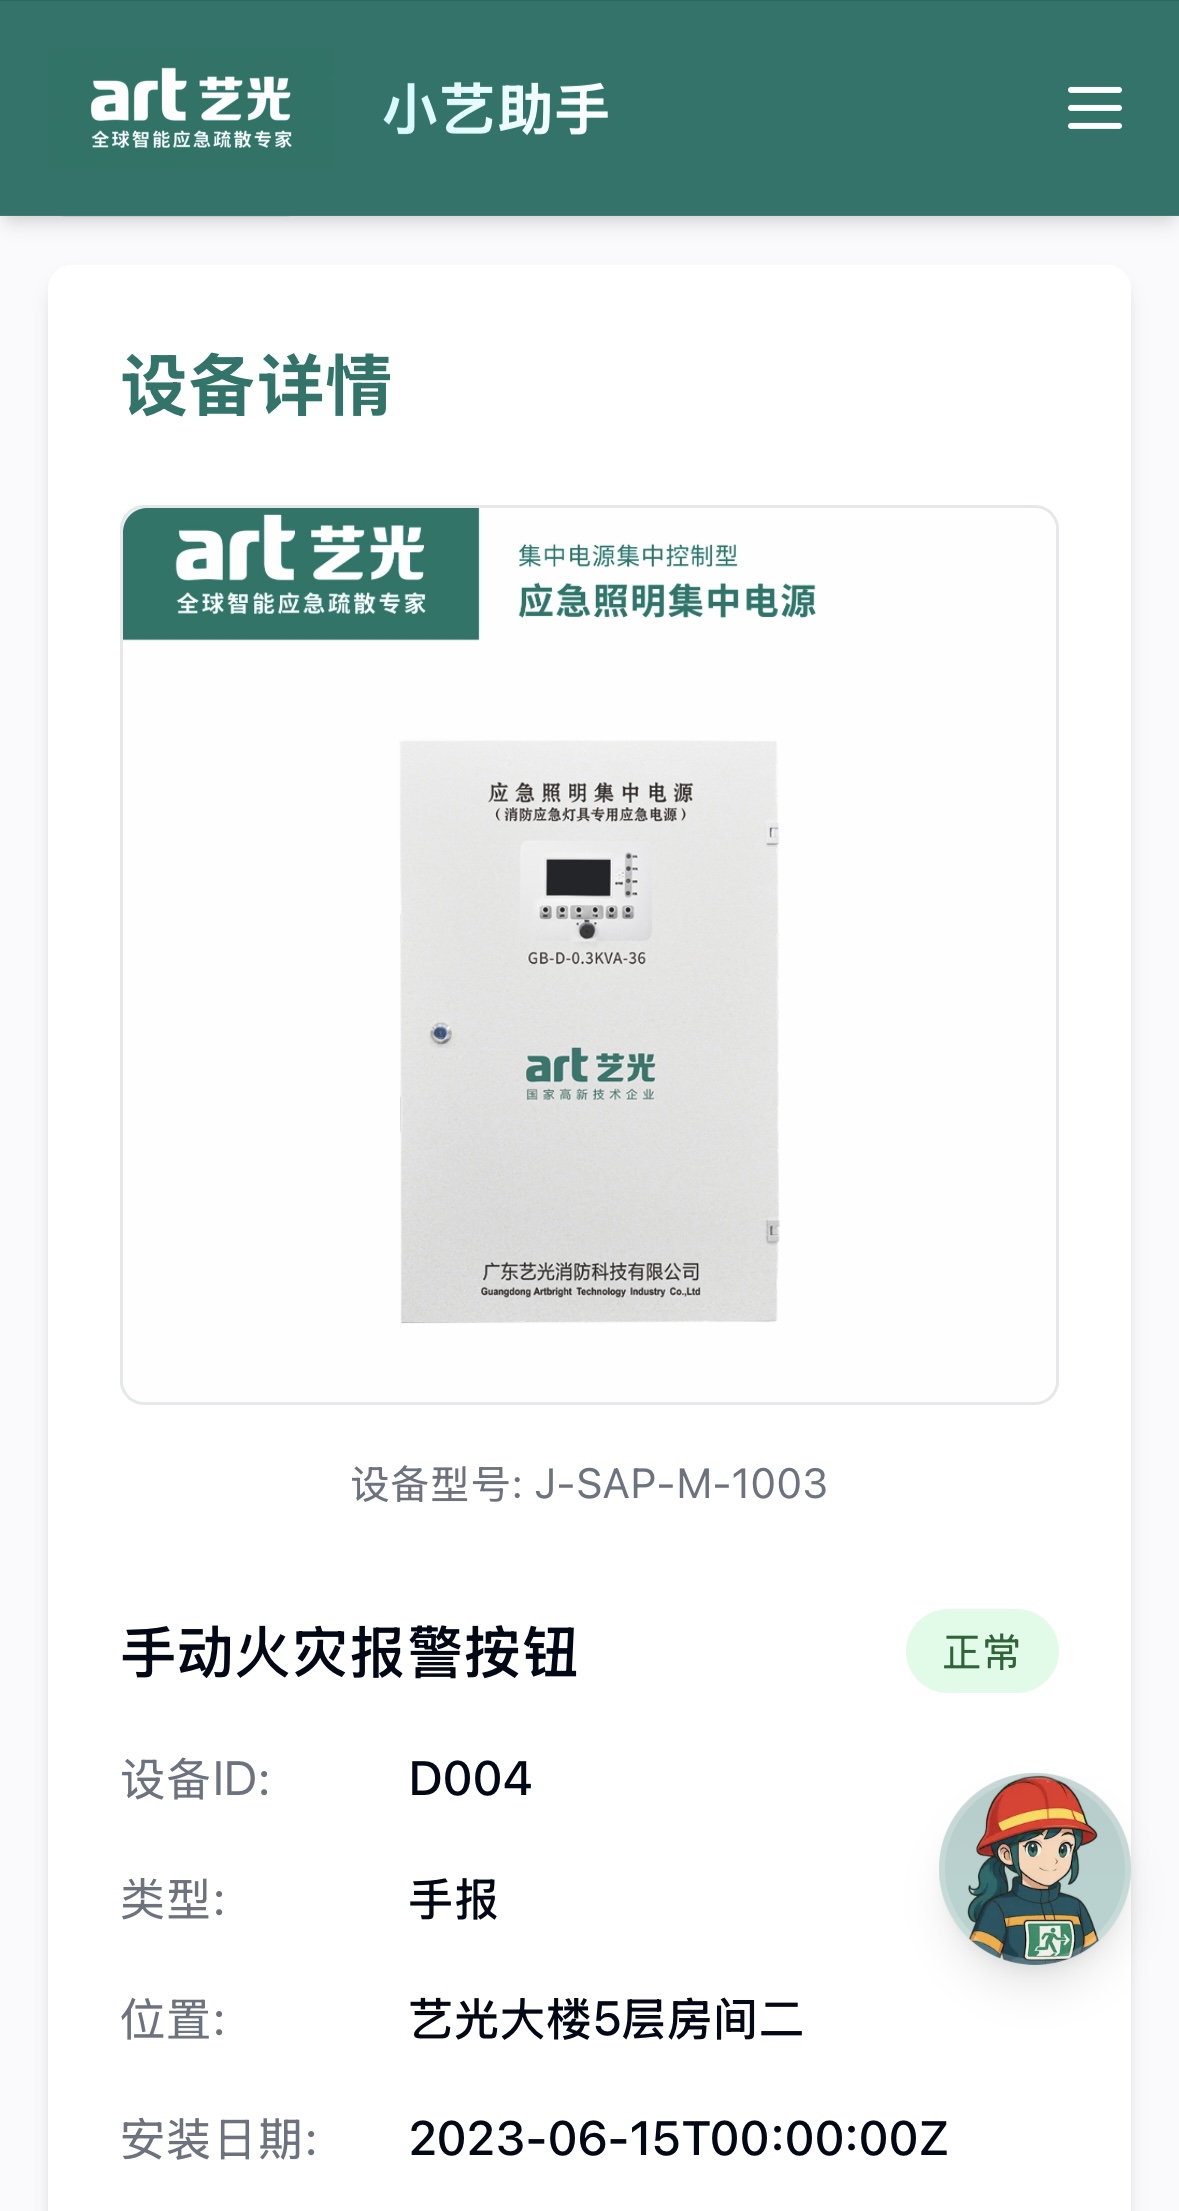 art 艺光
全球智能应急疏散专家
小艺助手
设备详情
art 艺光
全球智能应急疏散专家
集中电源集中控制型
应急照明集中电源
应急照明集中电源
（消防应急灯具专用应急电源）
GB-D-0.3KVA-36
art 艺光
国家高新技术企业
广东艺光消防科技有限公司
Guangdong Artbright Technology Industry Co.,Ltd
设备型号: J-SAP-M-1003
手动火灾报警按钮
正常
设备ID: D004
类型: 手报
位置: 艺光大楼5层房间二
安装日期: 2023-06-15T00:00:00Z